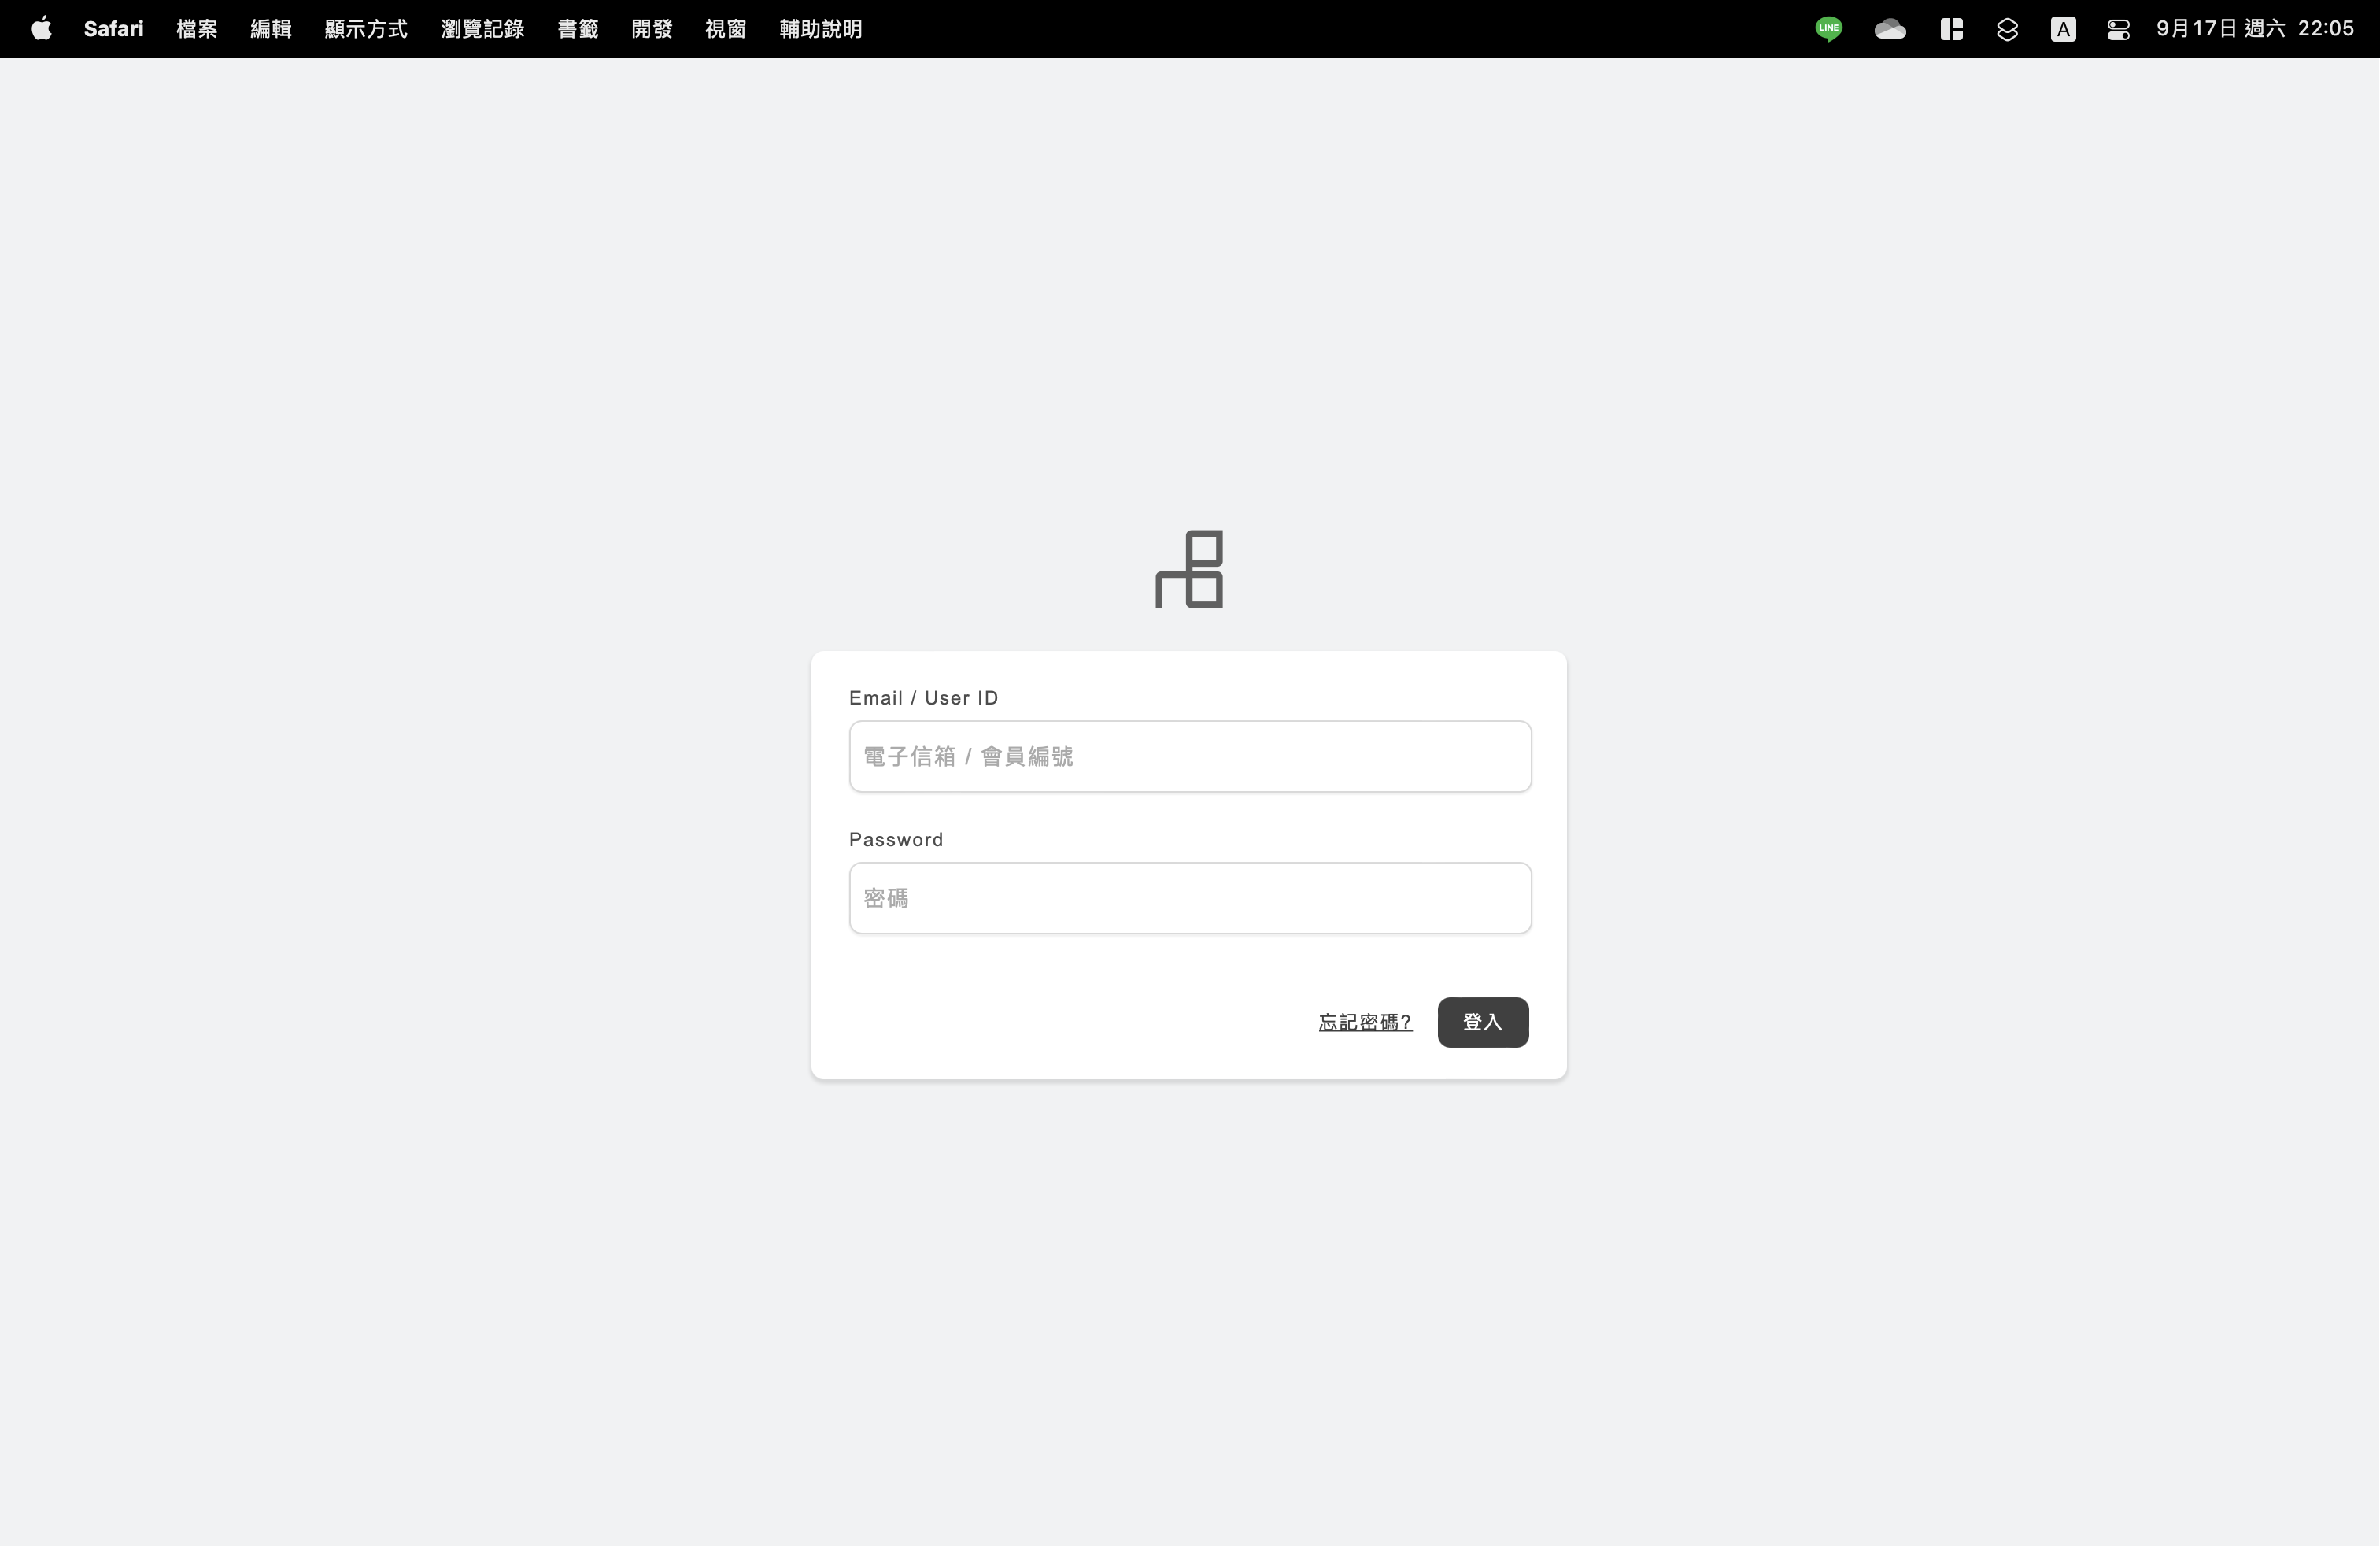 Safari 檔案 編輯 顯示方式 瀏覽記錄 書籤 開發 視窗 輔助說明 LINE A 9月17日 週六 22:05
Email / User ID
電子信箱 / 會員編號
Password
密碼
忘記密碼? 登入